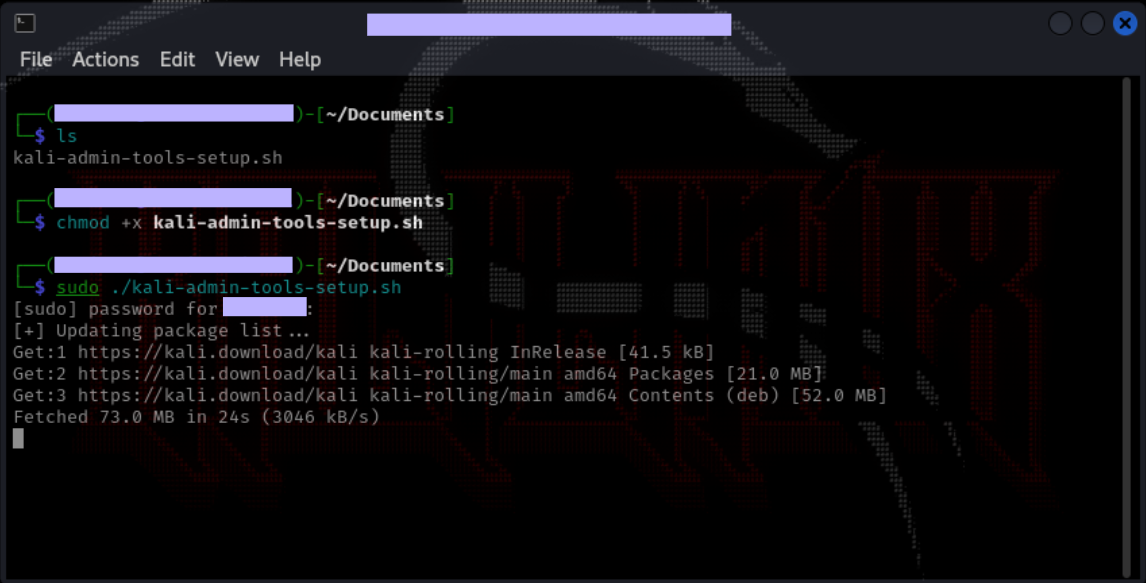 File Actions Edit View Help
┌──()-[~/Documents]
└─$ ls
kali-admin-tools-setup.sh
┌──()-[~/Documents]
└─$ chmod +x kali-admin-tools-setup.sh
┌──()-[~/Documents]
└─$ sudo ./kali-admin-tools-setup.sh
[sudo] password for :
[+] Updating package list...
Get:1 https://kali.download/kali kali-rolling InRelease [41.5 kB]
Get:2 https://kali.download/kali kali-rolling/main amd64 Packages [21.0 MB]
Get:3 https://kali.download/kali kali-rolling/main amd64 Contents (deb) [52.0 MB]
Fetched 73.0 MB in 24s (3046 kB/s)